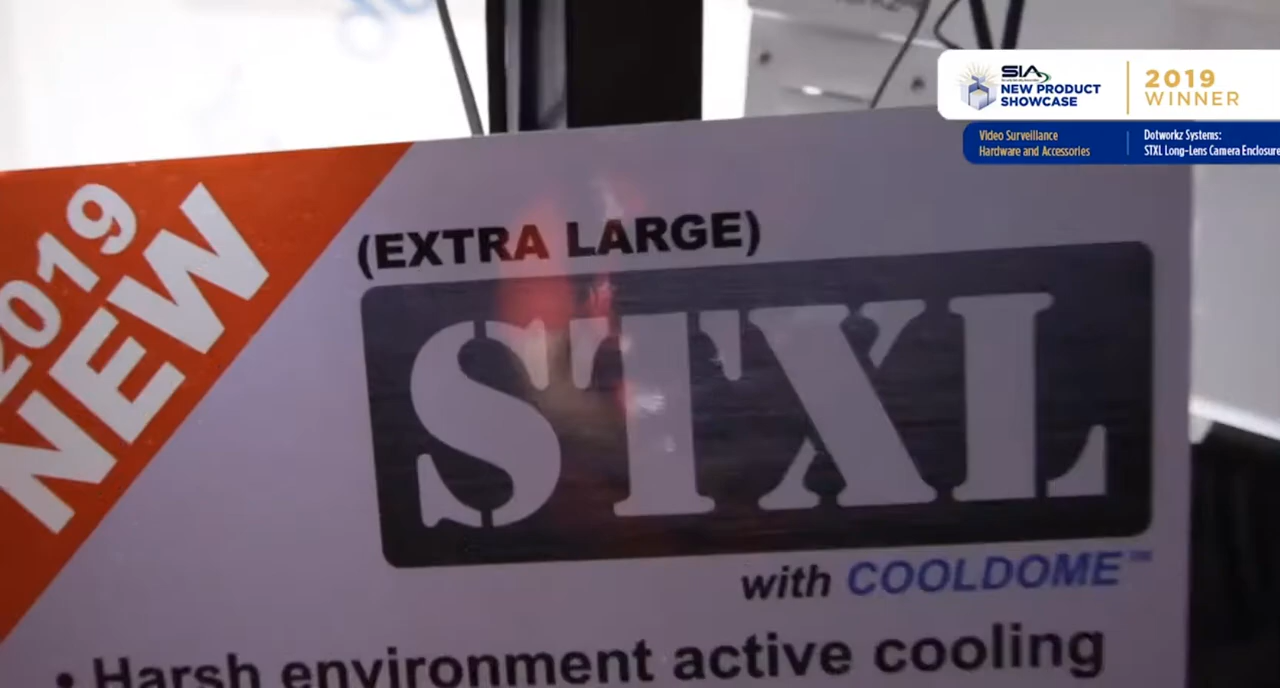 SIA
NEW PRODUCT
SHOWCASE
2019
WINNER
Video Surveillance
Hardware and Accessories
Dotworkz Systems:
STXL Long-Lens Camera Enclosure
2019
NEW
(EXTRA LARGE)
STXL
with COOLDOME™
• Harsh environment active cooling